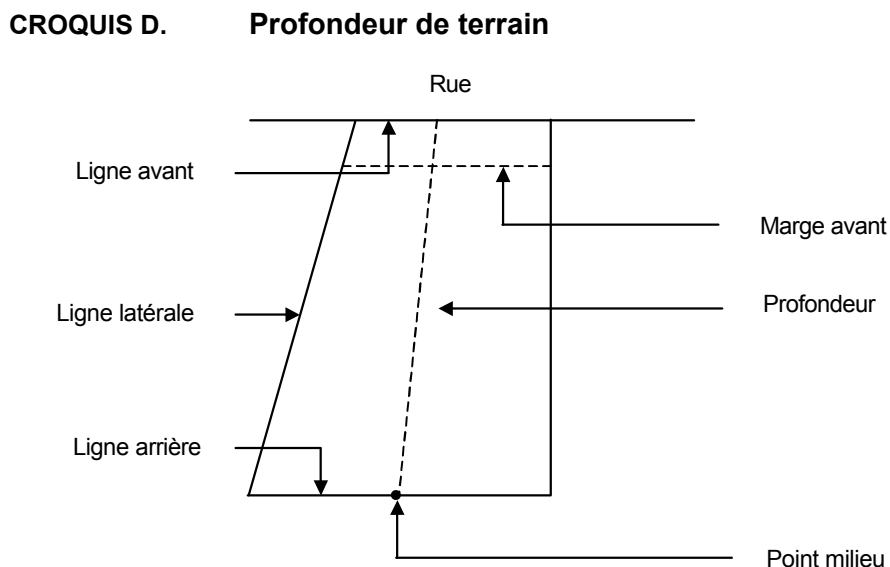 CROQUIS D. Profondeur de terrain
Rue
Ligne avant
Marge avant
Ligne latérale
Profondeur
Ligne arrière
Point milieu